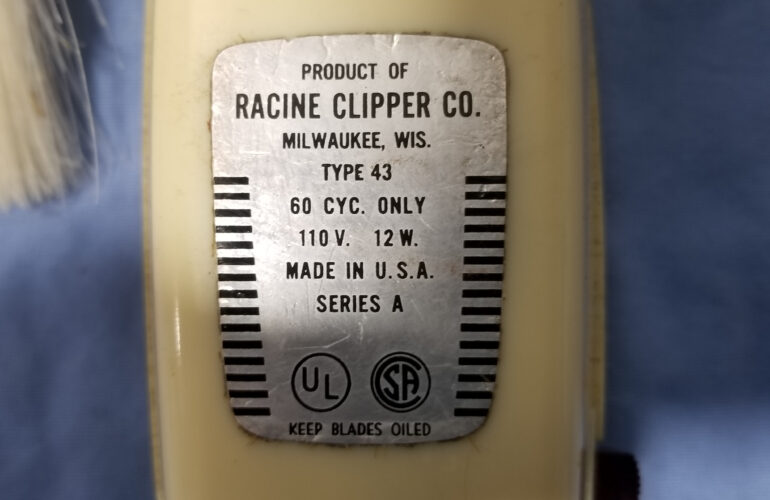 PRODUCT OF
RACINE CLIPPER CO.
MILWAUKEE, WIS.
TYPE 43
60 CYC. ONLY
110 V. 12 W.
MADE IN U.S.A.
SERIES A
UL SA
KEEP BLADES OILED